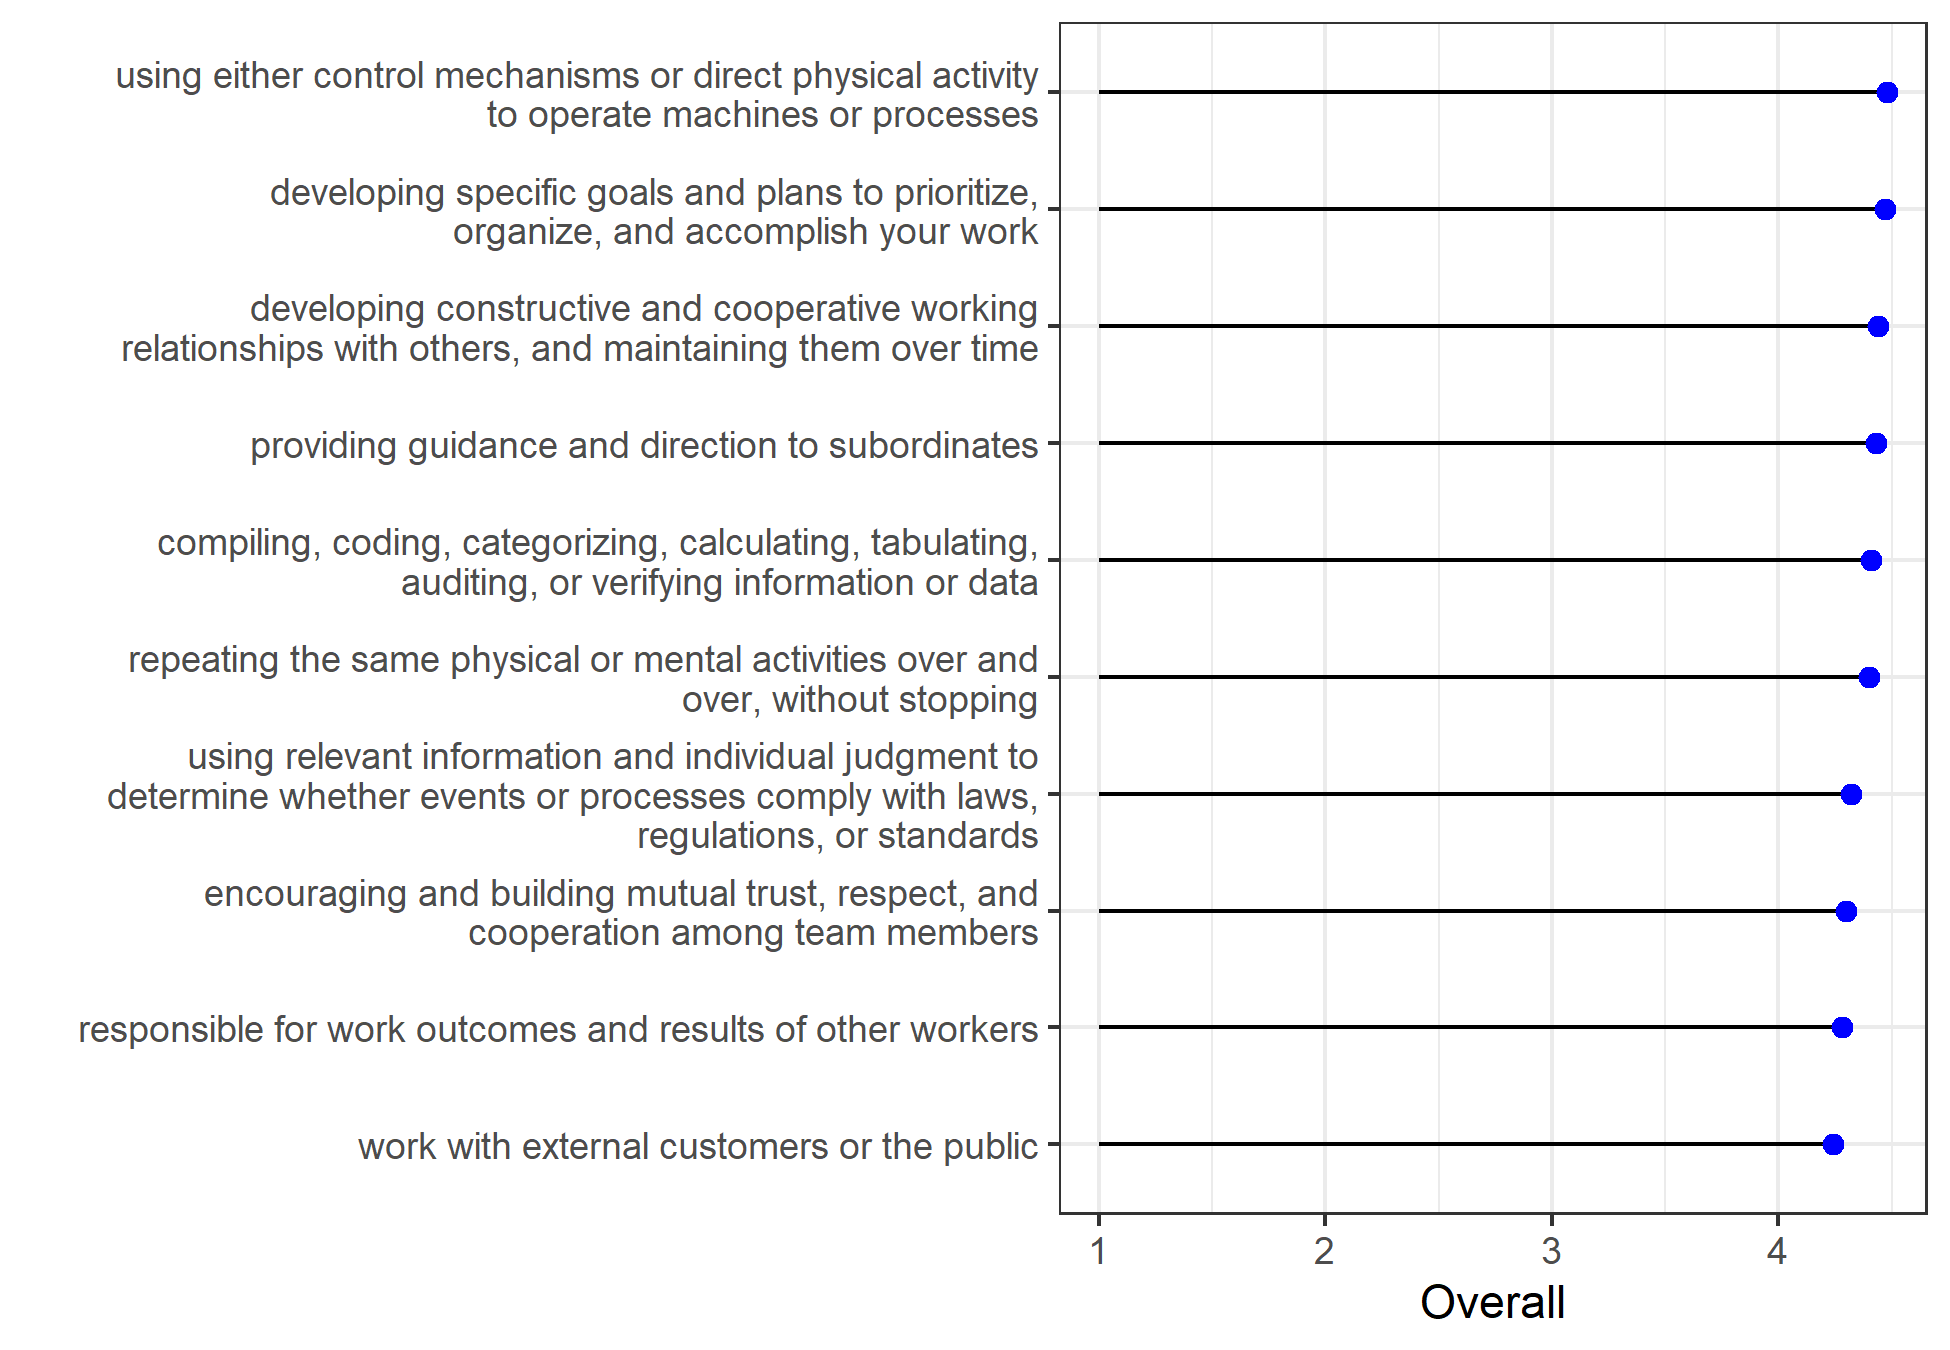 using either control mechanisms or direct physical activity
to operate machines or processes
developing specific goals and plans to prioritize,
organize, and accomplish your work
developing constructive and cooperative working
relationships with others, and maintaining them over time
providing guidance and direction to subordinates
compiling, coding, categorizing, calculating, tabulating,
auditing, or verifying information or data
repeating the same physical or mental activities over and
over, without stopping
using relevant information and individual judgment to
determine whether events or processes comply with laws,
regulations, or standards
encouraging and building mutual trust, respect, and
cooperation among team members
responsible for work outcomes and results of other workers
work with external customers or the public
1 2 3 4
Overall